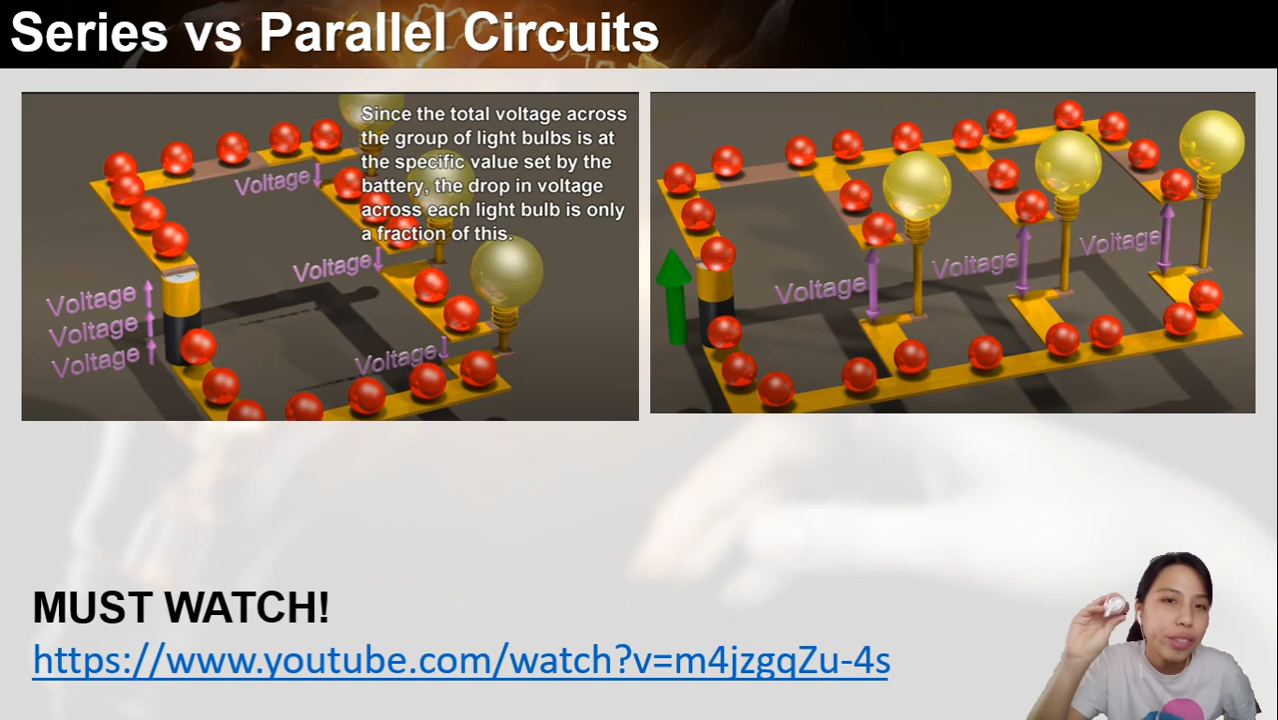 Series vs Parallel Circuits
Since the total voltage across
the group of light bulbs is at
the specific value set by the
battery, the drop in voltage
across each light bulb is only
a fraction of this.
Voltage
Voltage
Voltage
Voltage
Voltage
Voltage
Voltage
Voltage
Voltage
MUST WATCH!
https://www.youtube.com/watch?v=m4jzgqZu-4s